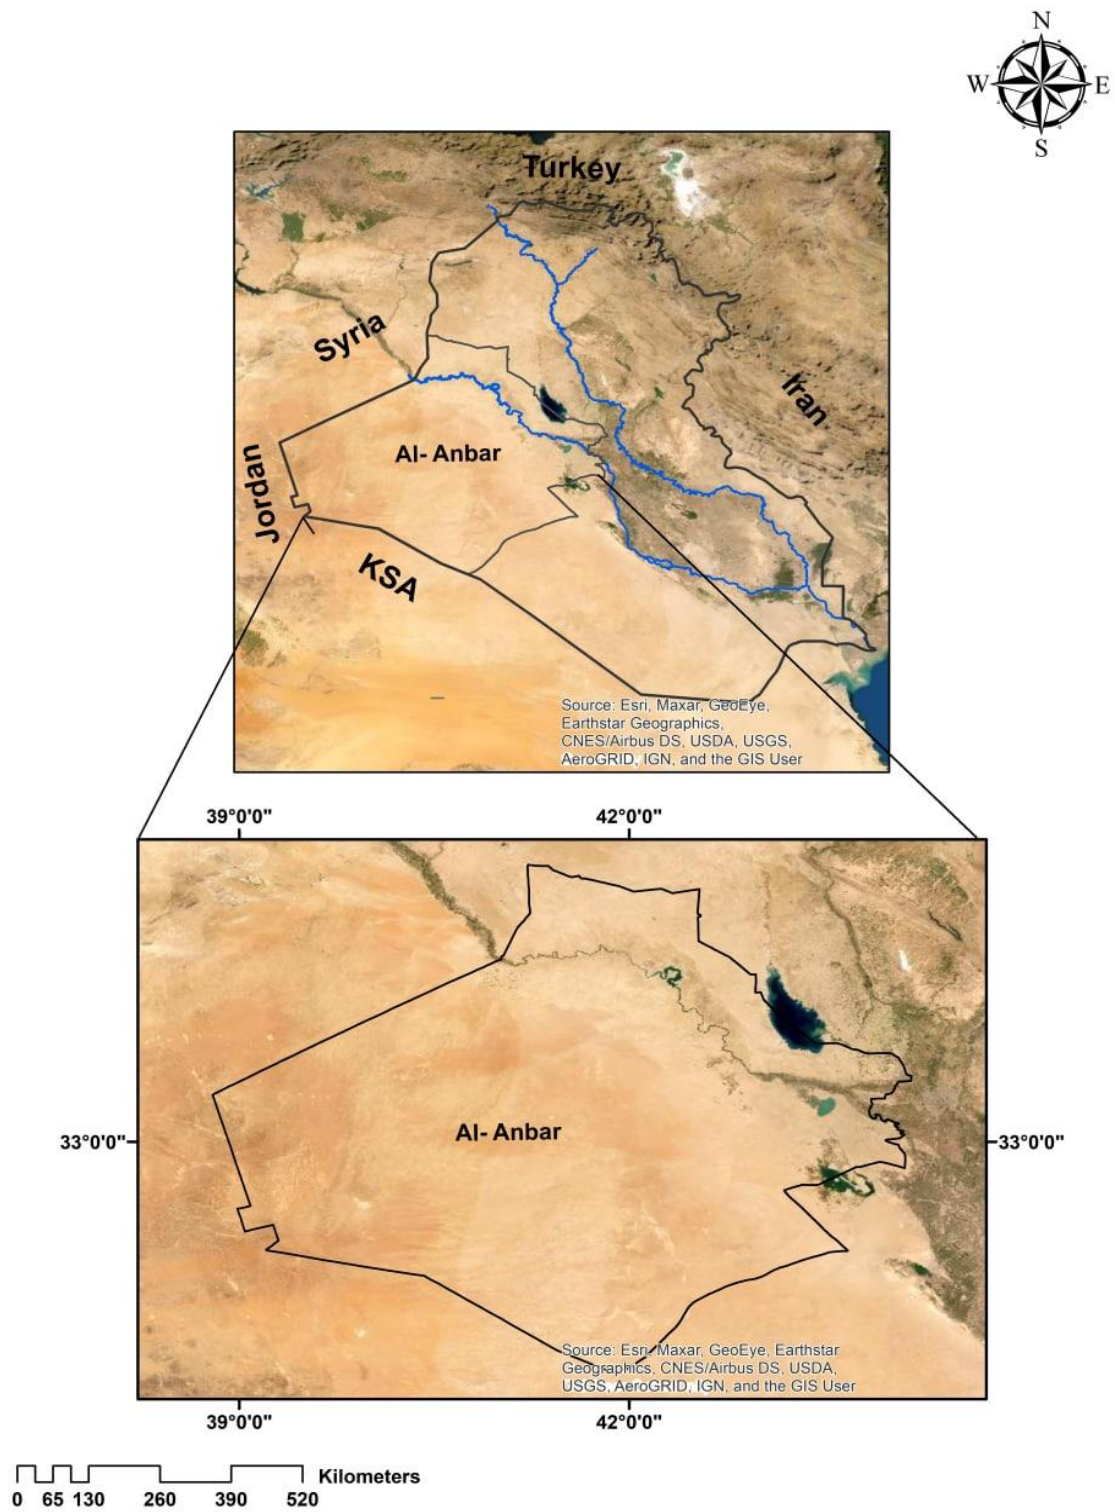 N
W E
S
Turkey
Syria
Iran
Al- Anbar
Jordan
KSA
Source: Esri, Maxar, GeoEye,
Earthstar Geographics,
CNES/Airbus DS, USDA, USGS,
AeroGRID, IGN, and the GIS User
39°0'0" 42°0'0"
33°0'0" 33°0'0"
Al- Anbar
Source: Esri, Maxar, GeoEye, Earthstar
Geographics, CNES/Airbus DS, USDA,
USGS, AeroGRID, IGN, and the GIS User
39°0'0" 42°0'0"
Kilometers
0 65 130 260 390 520